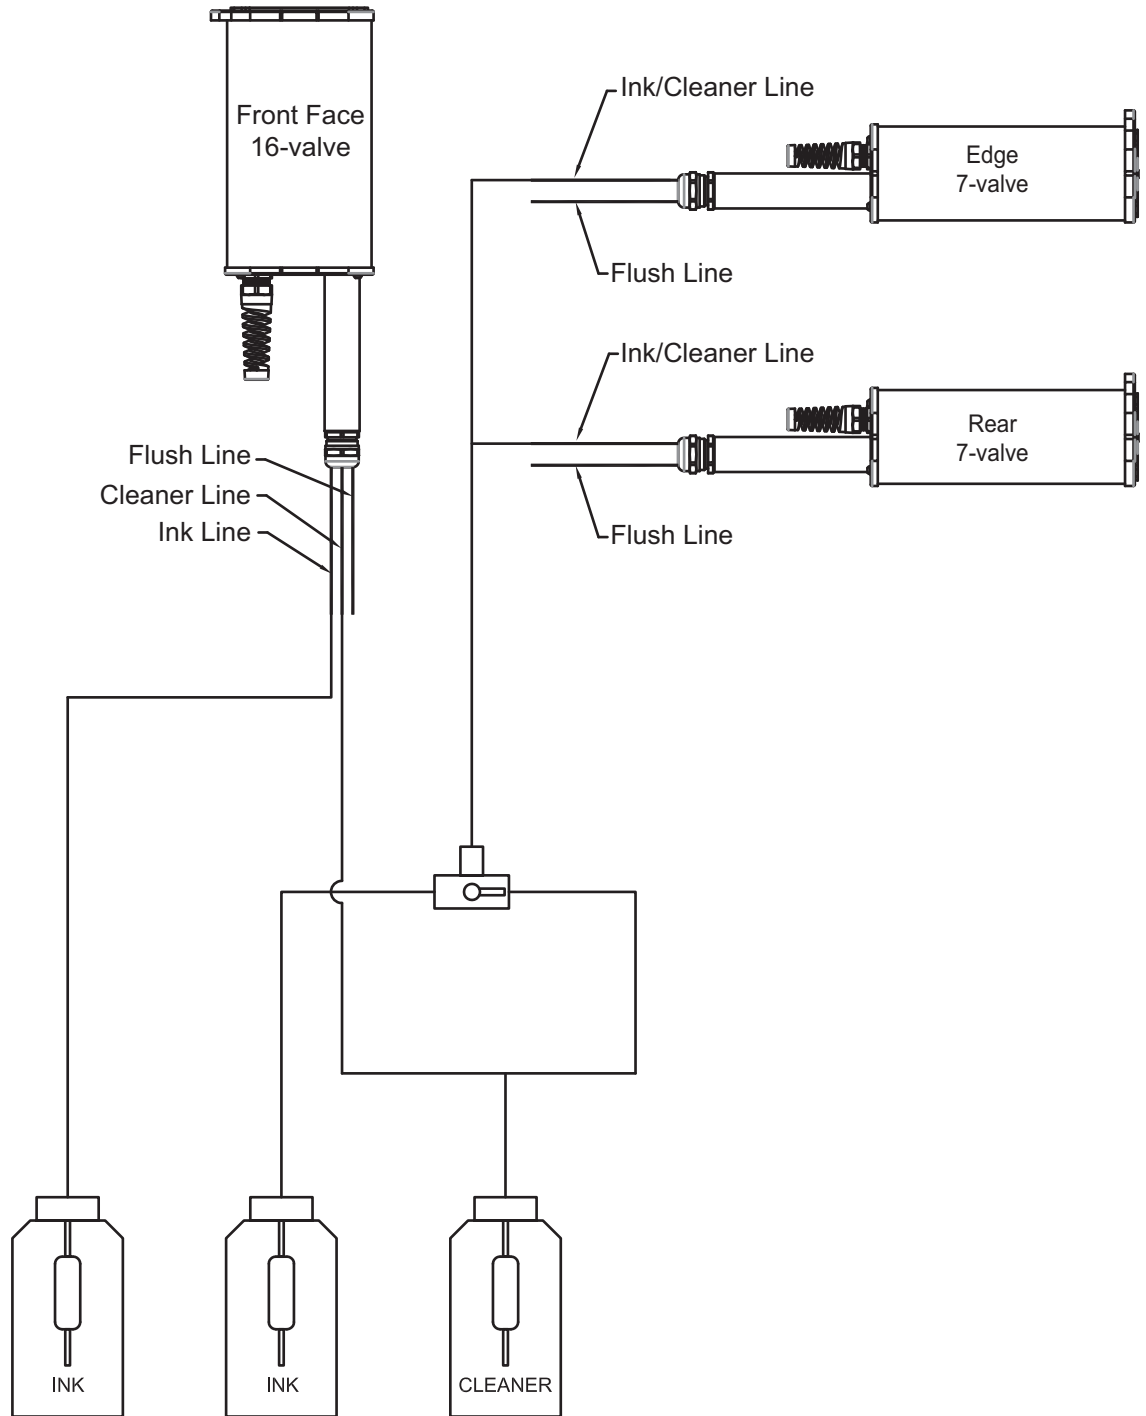 Front Face
16-valve
Ink/Cleaner Line
Edge
7-valve
Flush Line
Ink/Cleaner Line
Rear
7-valve
Flush Line
Flush Line
Cleaner Line
Ink Line
INK
INK
CLEANER